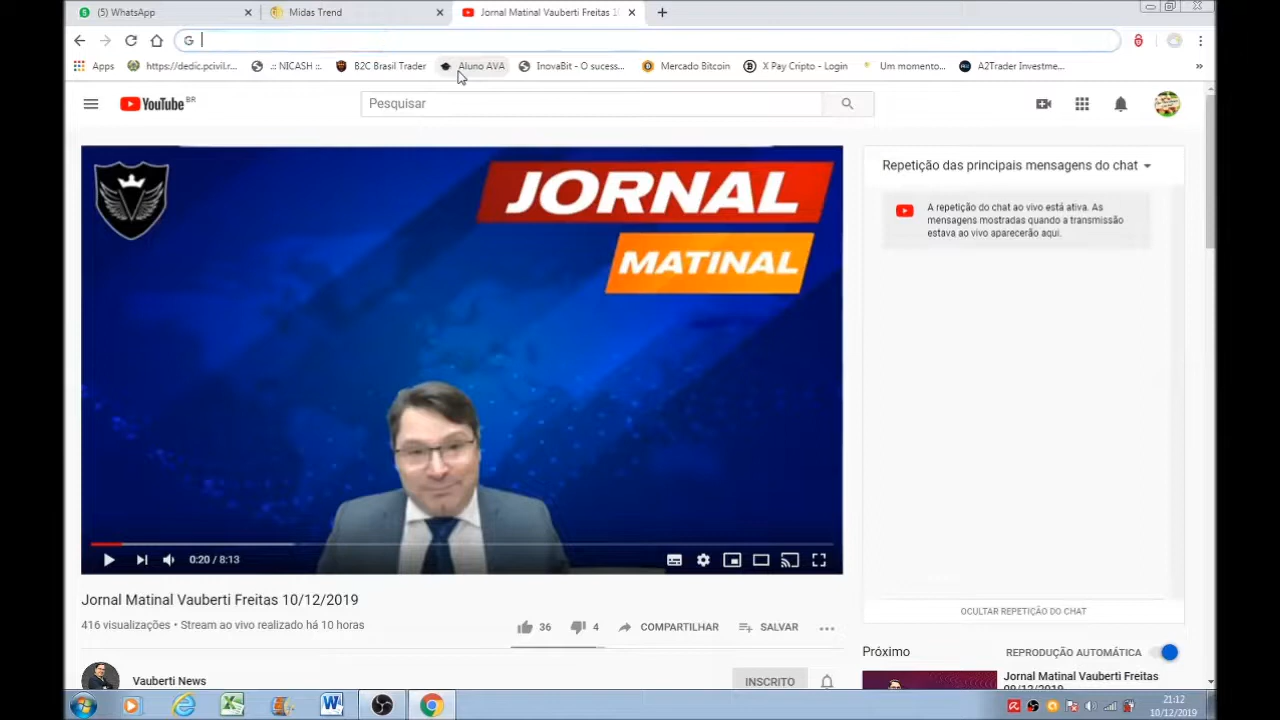 (5) WhatsApp
Midas Trend
Jornal Matinal Vauberti Freitas 1
G
Apps
https://dedic.pcivil.r...
.:: NICASH ::.
B2C Brasil Trader
Aluno AVA
InovaBit - O sucess...
Mercado Bitcoin
X Pay Cripto - Login
Um momento...
A2Trader Investme...
»
YouTube BR
Pesquisar
JORNAL
MATINAL
Repetição das principais mensagens do chat
A repetição do chat ao vivo está ativa. As
mensagens mostradas quando a transmissão
estava ao vivo aparecerão aqui.
0:20 / 8:13
OCULTAR REPETIÇÃO DO CHAT
Jornal Matinal Vauberti Freitas 10/12/2019
416 visualizações • Stream ao vivo realizado há 10 horas
36
4
COMPARTILHAR
SALVAR
Próximo
REPRODUÇÃO AUTOMÁTICA
Vauberti News
INSCRITO
Jornal Matinal Vauberti Freitas
21:12
10/12/2019